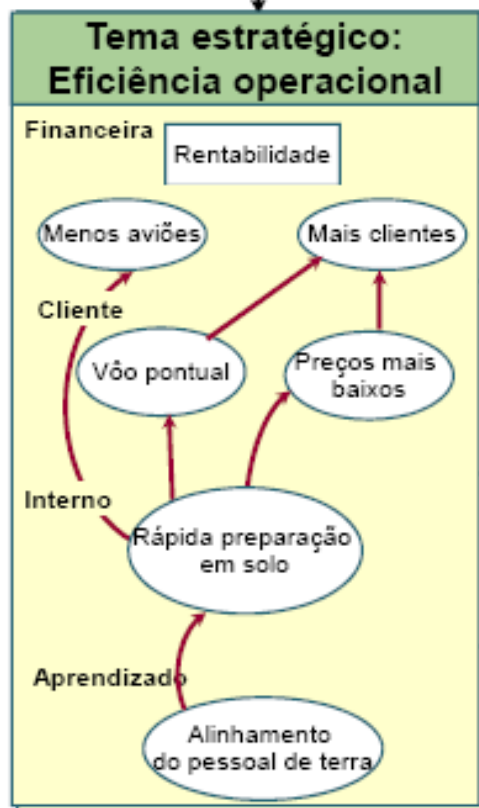 Tema estratégico:
Eficiência operacional
Financeira
Rentabilidade
Menos aviões
Mais clientes
Cliente
Vôo pontual
Preços mais
baixos
Interno
Rápida preparação
em solo
Aprendizado
Alinhamento
do pessoal de terra